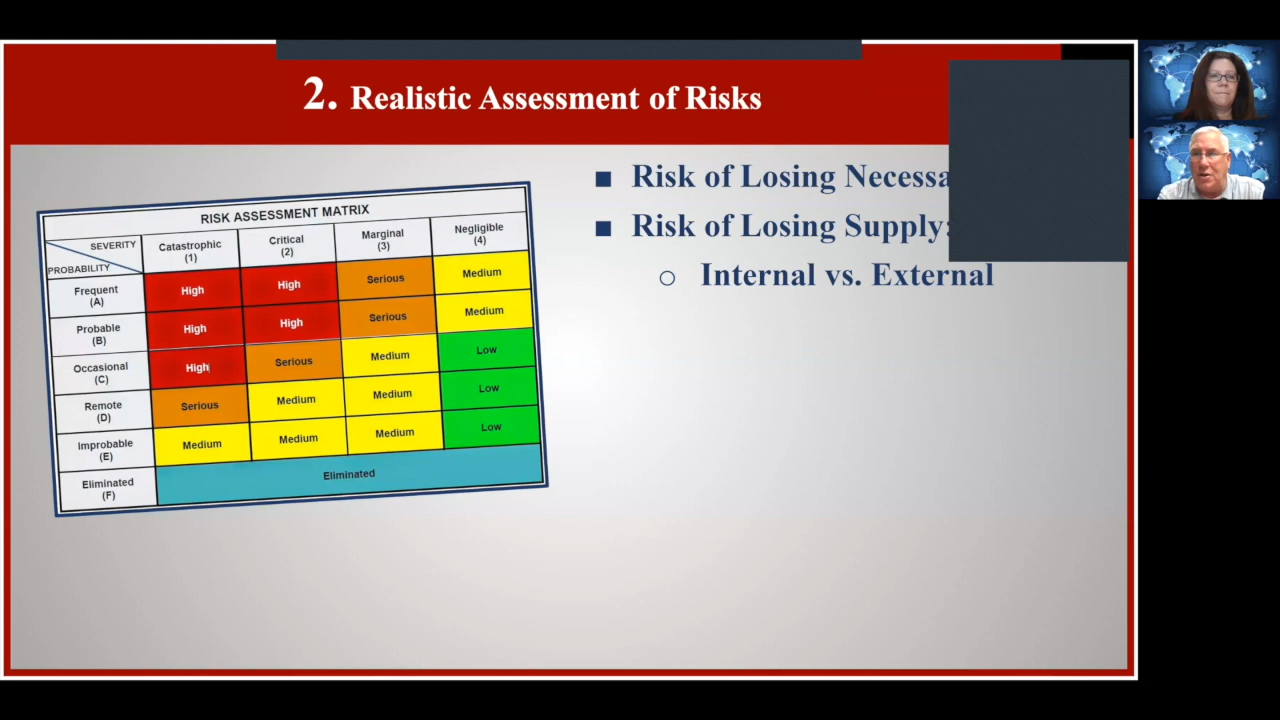 2. Realistic Assessment of Risks
RISK ASSESSMENT MATRIX
SEVERITY
PROBABILITY
Catastrophic
(1)
Critical
(2)
Marginal
(3)
Negligible
(4)
Frequent
(A)
High
High
Serious
Medium
Probable
(B)
High
High
Serious
Medium
Occasional
(C)
High
Serious
Medium
Low
Remote
(D)
Serious
Medium
Medium
Low
Improbable
(E)
Medium
Medium
Medium
Low
Eliminated
(F)
Eliminated
■ Risk of Losing
■ Risk of Losing Supply:
o Internal vs. External